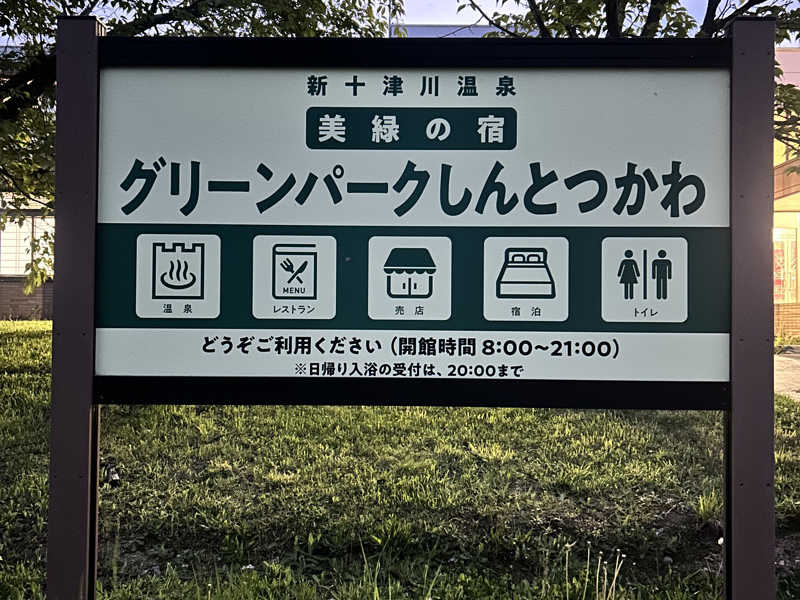 新十津川温泉
美緑の宿
グリーンパークしんとつかわ
MENU
温泉 レストラン 売店 宿泊 トイレ
どうぞご利用ください（開館時間 8:00〜21:00）
※日帰り入浴の受付は、20:00まで